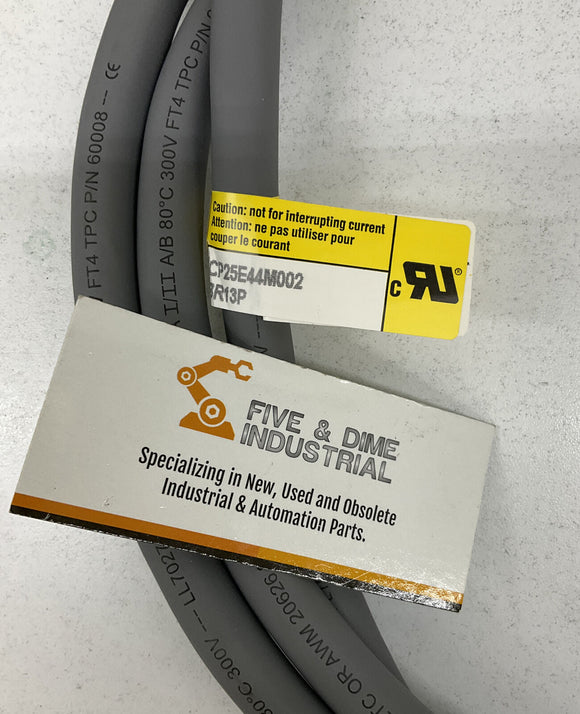 FT4 TPC P/N 60008 -- CE
I/II A/B 80°C 300V FT4 TPC P/N
Caution: not for interrupting current
Attention: ne pas utiliser pour
couper le courant
CP25E44M002
R13P
c RU ®
FIVE & DIME
INDUSTRIAL
Specializing in New, Used and Obsolete
Industrial & Automation Parts.
80°C 300V --- LL7027
OR AWM 20626